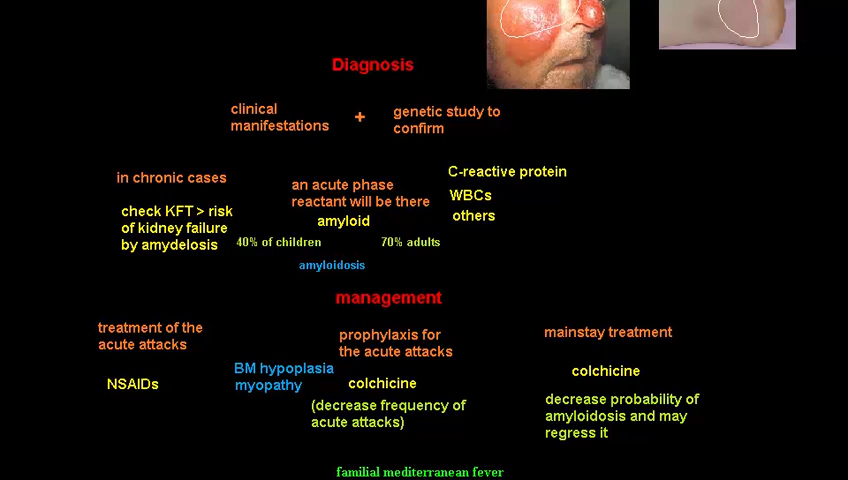 Diagnosis
clinical
manifestations
+
genetic study to
confirm
in chronic cases
check KFT > risk
of kidney failure
by amydelosis
an acute phase
reactant will be there
amyloid
40% of children
70% adults
amyloidosis
C-reactive protein
WBCs
others
management
treatment of the
acute attacks
NSAIDs
BM hypoplasia
myopathy
prophylaxis for
the acute attacks
colchicine
(decrease frequency of
acute attacks)
mainstay treatment
colchicine
decrease probability of
amyloidosis and may
regress it
familial mediterranean fever